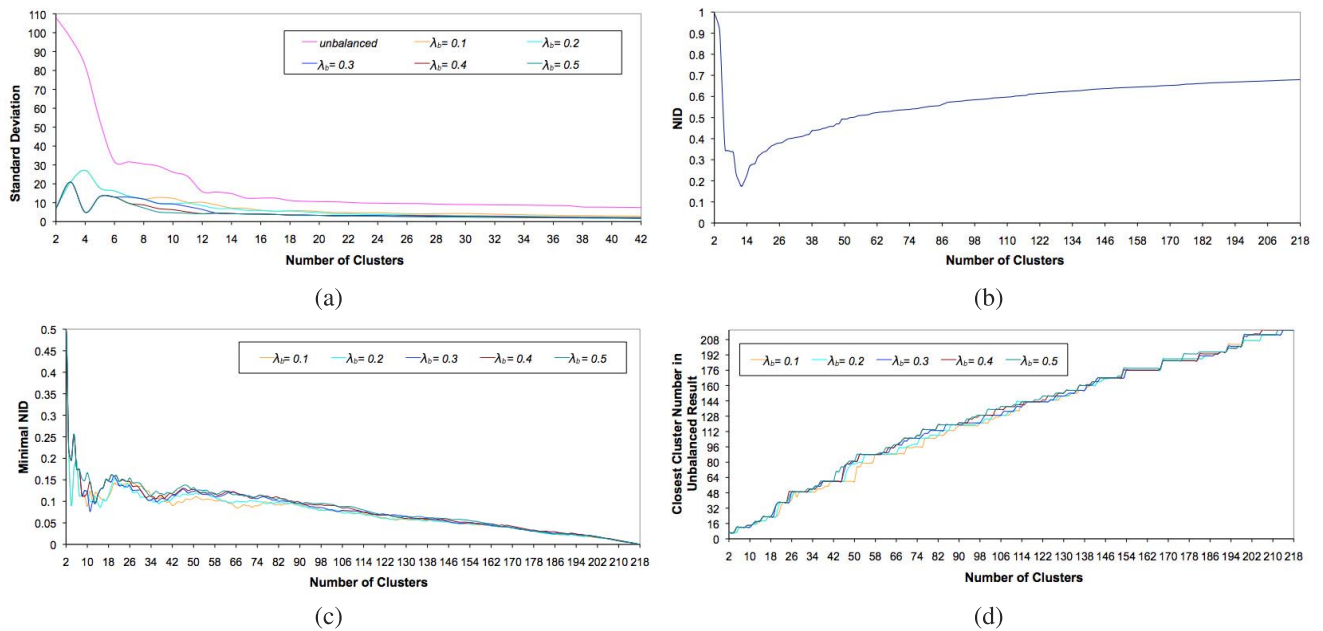 110
100
90
80
70
60
50
40
30
20
10
0
Standard Deviation
unbalanced
λb= 0.1
λb= 0.2
λb= 0.3
λb= 0.4
λb= 0.5
2 4 6 8 10 12 14 16 18 20 22 24 26 28 30 32 34 36 38 40 42
Number of Clusters
(a)
1
0.9
0.8
0.7
0.6
0.5
0.4
0.3
0.2
0.1
0
NID
2 14 26 38 50 62 74 86 98 110 122 134 146 158 170 182 194 206 218
Number of Clusters
(b)
0.5
0.45
0.4
0.35
0.3
0.25
0.2
0.15
0.1
0.05
0
Minimal NID
λb= 0.1 λb= 0.2 λb= 0.3 λb= 0.4 λb= 0.5
2 10 18 26 34 42 50 58 66 74 82 90 98 106 114 122 130 138 146 154 162 170 178 186 194 202 210 218
Number of Clusters
(c)
208
192
176
160
144
128
112
96
80
64
48
32
16
0
Closest Cluster Number in
Unbalanced Result
λb= 0.1 λb= 0.2 λb= 0.3 λb= 0.4 λb= 0.5
2 10 18 26 34 42 50 58 66 74 82 90 98 106 114 122 130 138 146 154 162 170 178 186 194 202 210 218
Number of Clusters
(d)